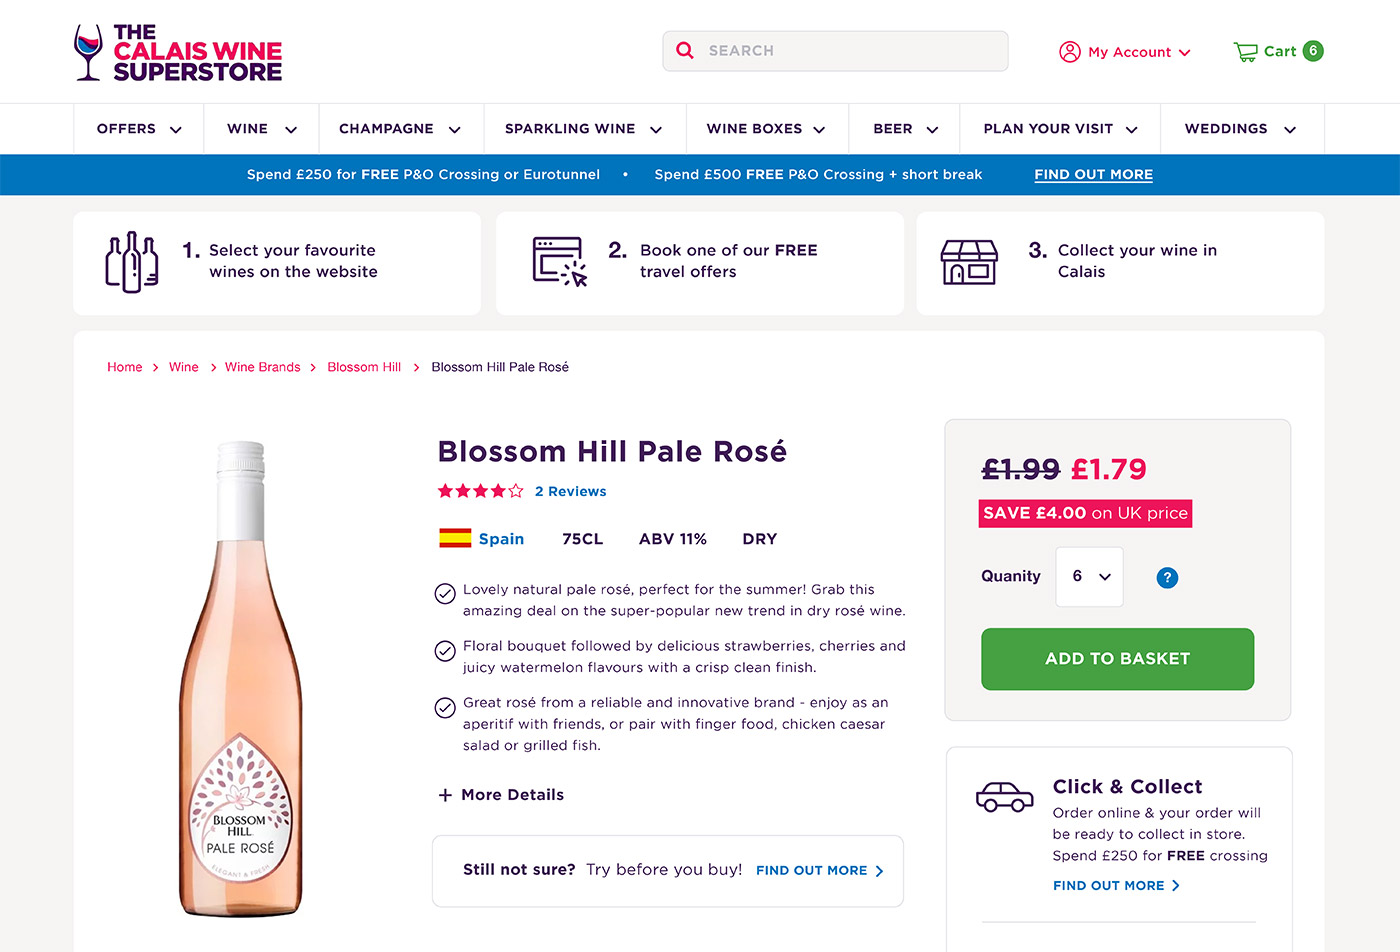 THE
CALAIS WINE
SUPERSTORE
SEARCH
My Account
Cart 6
OFFERS
WINE
CHAMPAGNE
SPARKLING WINE
WINE BOXES
BEER
PLAN YOUR VISIT
WEDDINGS
Spend £250 for FREE P&O Crossing or Eurotunnel • Spend £500 FREE P&O Crossing + short break FIND OUT MORE
1. Select your favourite
wines on the website
2. Book one of our FREE
travel offers
3. Collect your wine in
Calais
Home > Wine > Wine Brands > Blossom Hill > Blossom Hill Pale Rosé
BLOSSOM
HILL
PALE ROSÉ
ELEGANT & FRESH
Blossom Hill Pale Rosé
2 Reviews
Spain 75CL ABV 11% DRY
Lovely natural pale rosé, perfect for the summer! Grab this
amazing deal on the super-popular new trend in dry rosé wine.
Floral bouquet followed by delicious strawberries, cherries and
juicy watermelon flavours with a crisp clean finish.
Great rosé from a reliable and innovative brand - enjoy as an
aperitif with friends, or pair with finger food, chicken caesar
salad or grilled fish.
+ More Details
Still not sure? Try before you buy! FIND OUT MORE >
£1.99 £1.79
SAVE £4.00 on UK price
Quanity 6 ?
ADD TO BASKET
Click & Collect
Order online & your order will
be ready to collect in store.
Spend £250 for FREE crossing
FIND OUT MORE >